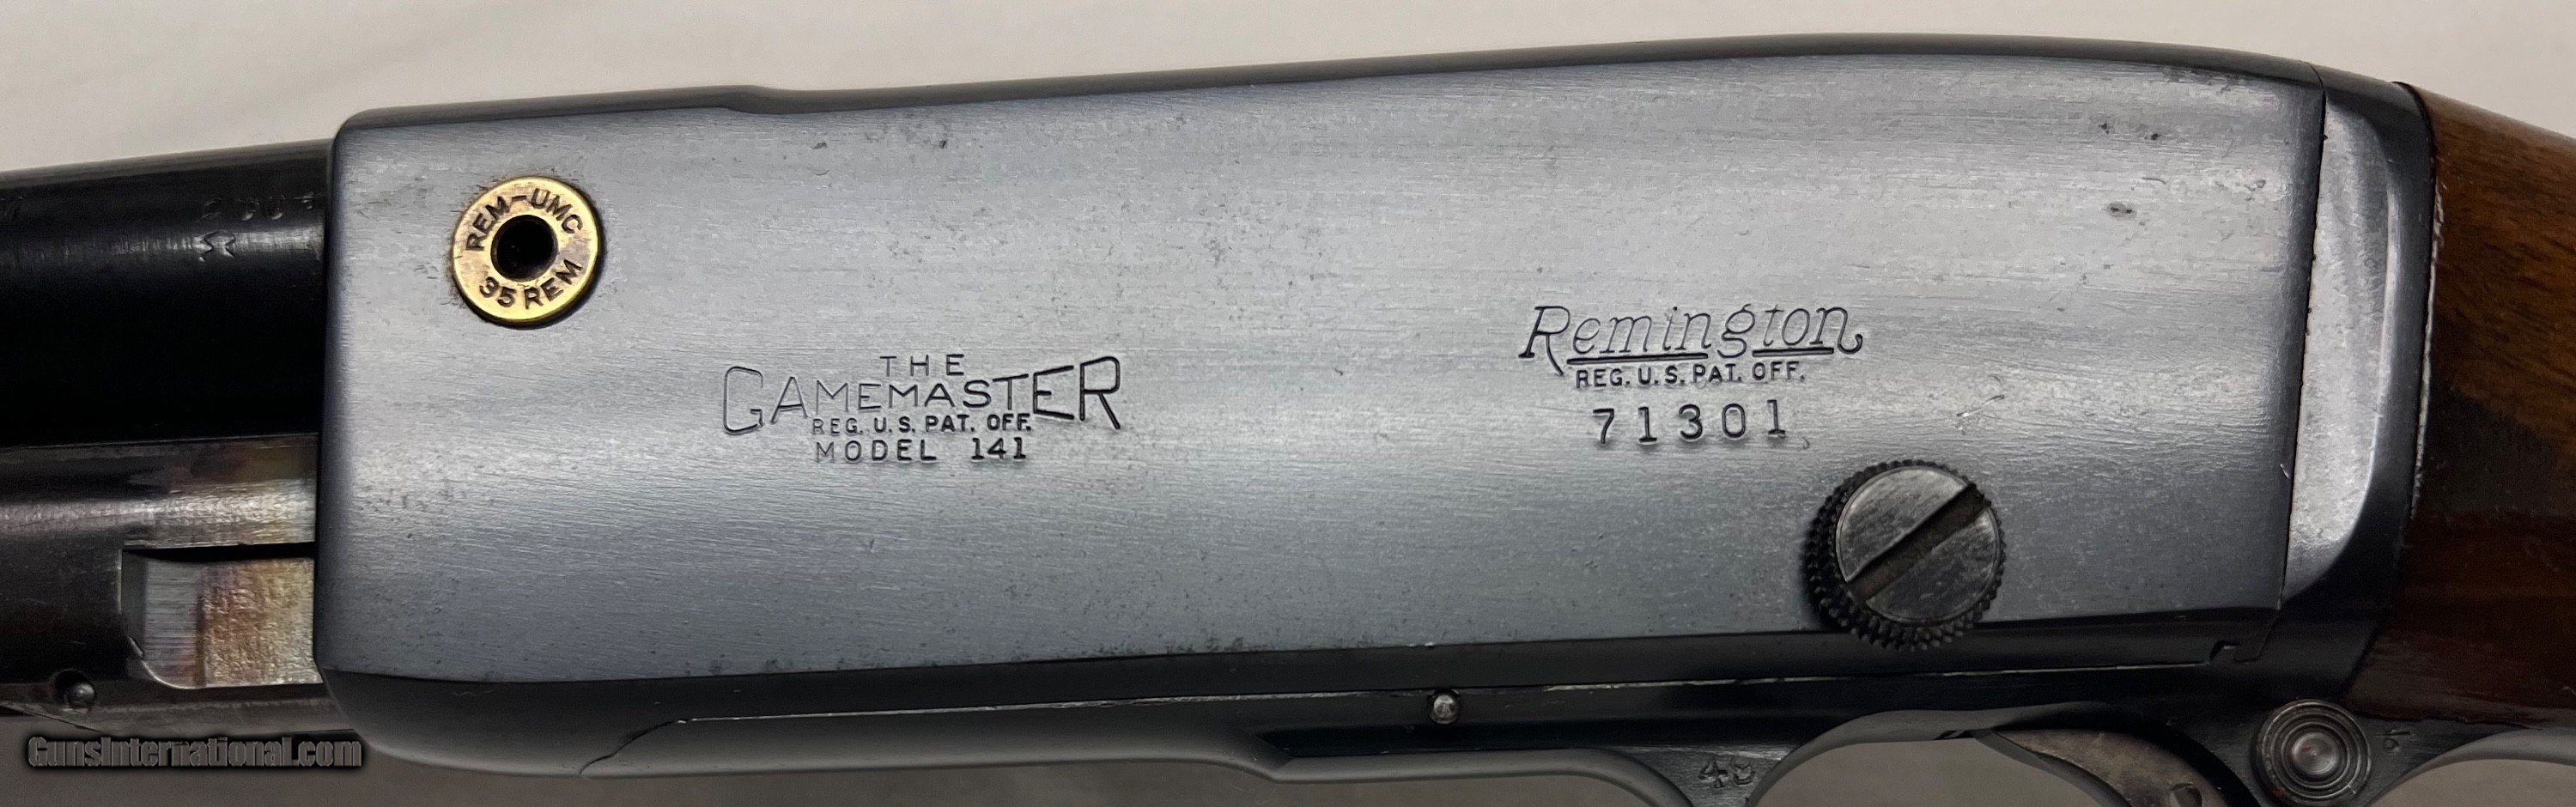 REM-UMC
35 REM
THE
GAMEMASTER
REG. U.S. PAT. OFF.
MODEL 141
Remington
REG. U.S. PAT. OFF.
71301
GunsInternational.com